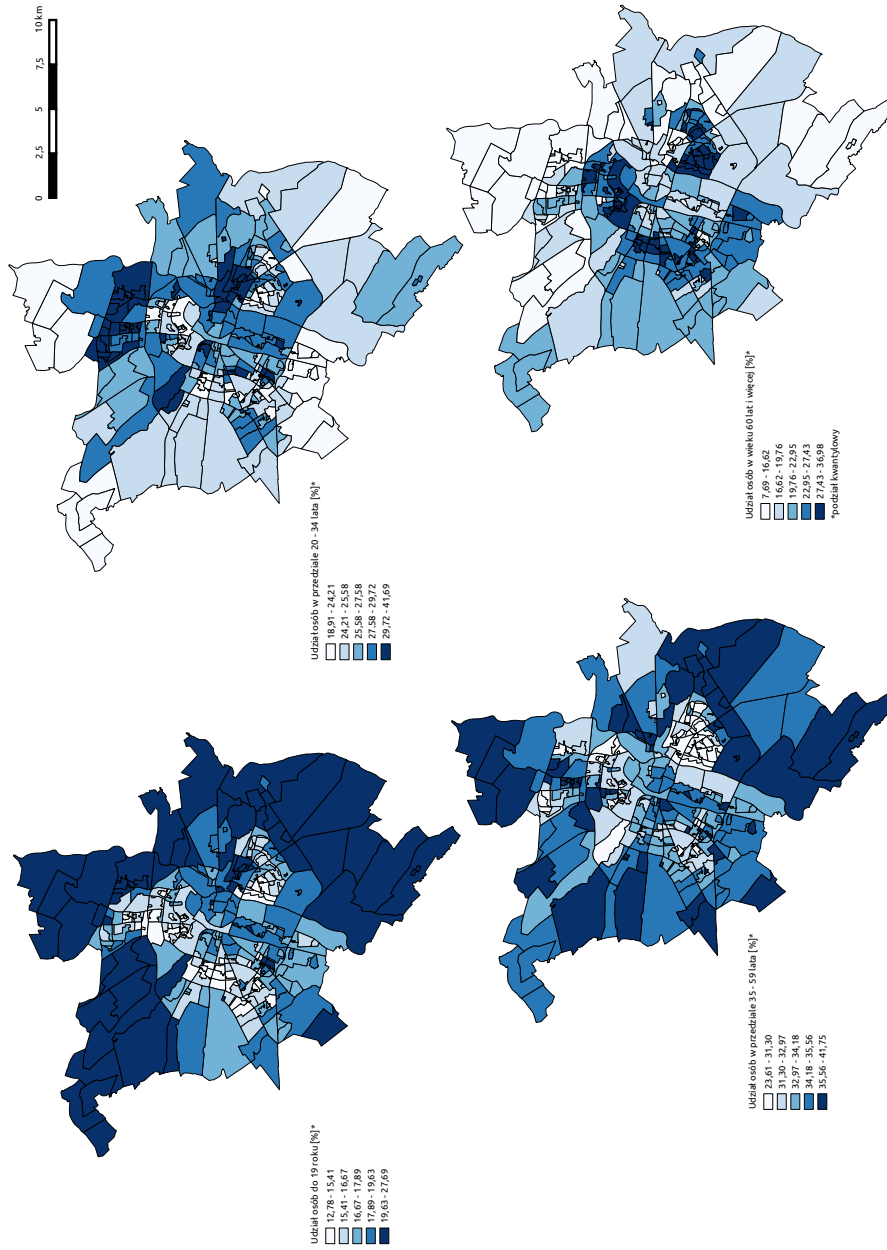 0 2,5 5 7,5 10 km
Udział osób do 19 roku [%]*
12,78 - 15,41
15,41 - 16,67
16,67 - 17,89
17,89 - 19,63
19,63 - 27,69
Udział osób w przedziale 20 - 34 lata [%]*
18,91 - 24,21
24,21 - 25,58
25,58 - 27,58
27,58 - 29,72
29,72 - 41,69
Udział osób w przedziale 35 - 59 lata [%]*
23,61 - 31,30
31,30 - 32,97
32,97 - 34,18
34,18 - 35,56
35,56 - 41,75
Udział osób w wieku 60 lat i więcej [%]*
7,69 - 16,62
16,62 - 19,76
19,76 - 22,95
22,95 - 27,43
27,43 - 36,98
*podział kwantylowy